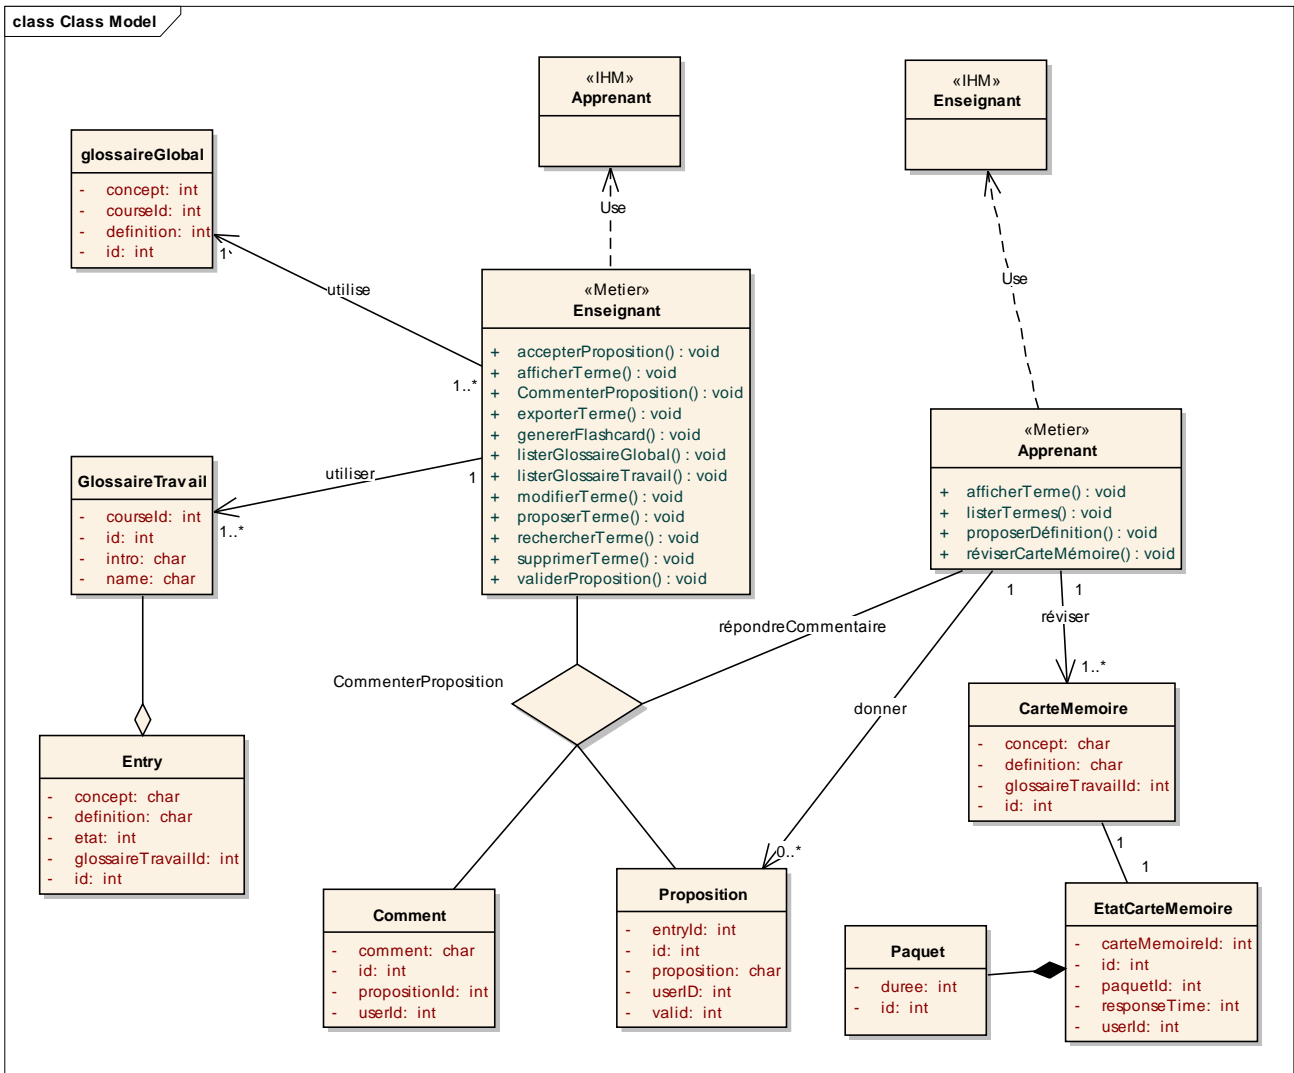 class Class Model
«IHM»
Apprenant
«IHM»
Enseignant
glossaireGlobal
- concept: int
- courseId: int
- definition: int
- id: int
1`
utilise
1..*
Use
Use
«Metier»
Enseignant
+ accepterProposition() : void
+ afficherTerme() : void
+ CommenterProposition() : void
+ exporterTerme() : void
+ genererFlashcard() : void
+ listerGlossaireGlobal() : void
+ listerGlossaireTravail() : void
+ modifierTerme() : void
+ proposerTerme() : void
+ rechercherTerme() : void
+ supprimerTerme() : void
+ validerProposition() : void
«Metier»
Apprenant
+ afficherTerme() : void
+ listerTermes() : void
+ proposerDéfinition() : void
+ réviserCarteMémoire() : void
GlossaireTravail
- courseId: int
- id: int
- intro: char
- name: char
utiliser
1
1..*
répondreCommentaire
CommenterProposition
1
1
réviser
1..*
donner
0..*
CarteMemoire
- concept: char
- definition: char
- glossaireTravailId: int
- id: int
1
1
Entry
- concept: char
- definition: char
- etat: int
- glossaireTravailId: int
- id: int
Comment
- comment: char
- id: int
- propositionId: int
- userId: int
Proposition
- entryId: int
- id: int
- proposition: char
- userID: int
- valid: int
Paquet
- duree: int
- id: int
EtatCarteMemoire
- carteMemoireId: int
- id: int
- paquetId: int
- responseTime: int
- userId: int